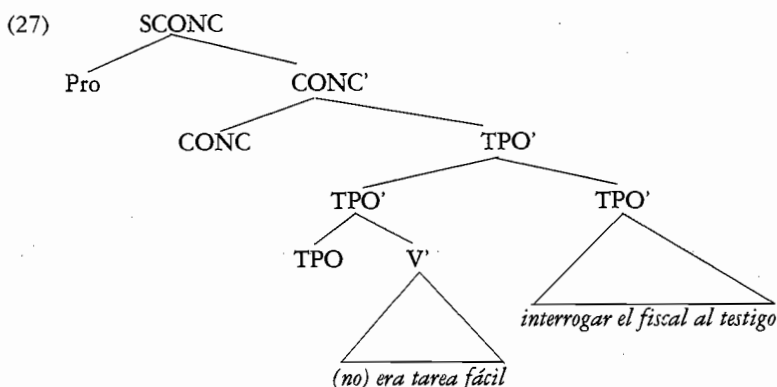 (27) SCONC
Pro CONC'
CONC TPO'
TPO' TPO'
TPO V'
interrogar el fiscal al testigo
(no) era tarea fácil